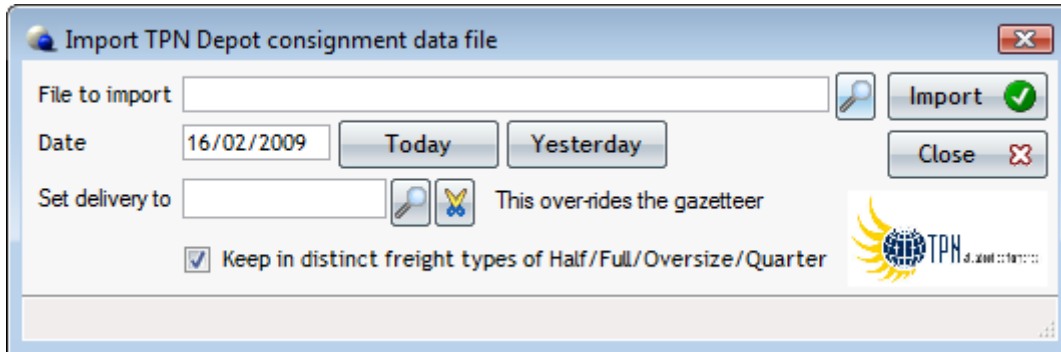 Import TPN Depot consignment data file
File to import
Import
Date 16/02/2009 Today Yesterday
Close
Set delivery to This over-rides the gazetteer
Keep in distinct freight types of Half/Full/Oversize/Quarter
TPN